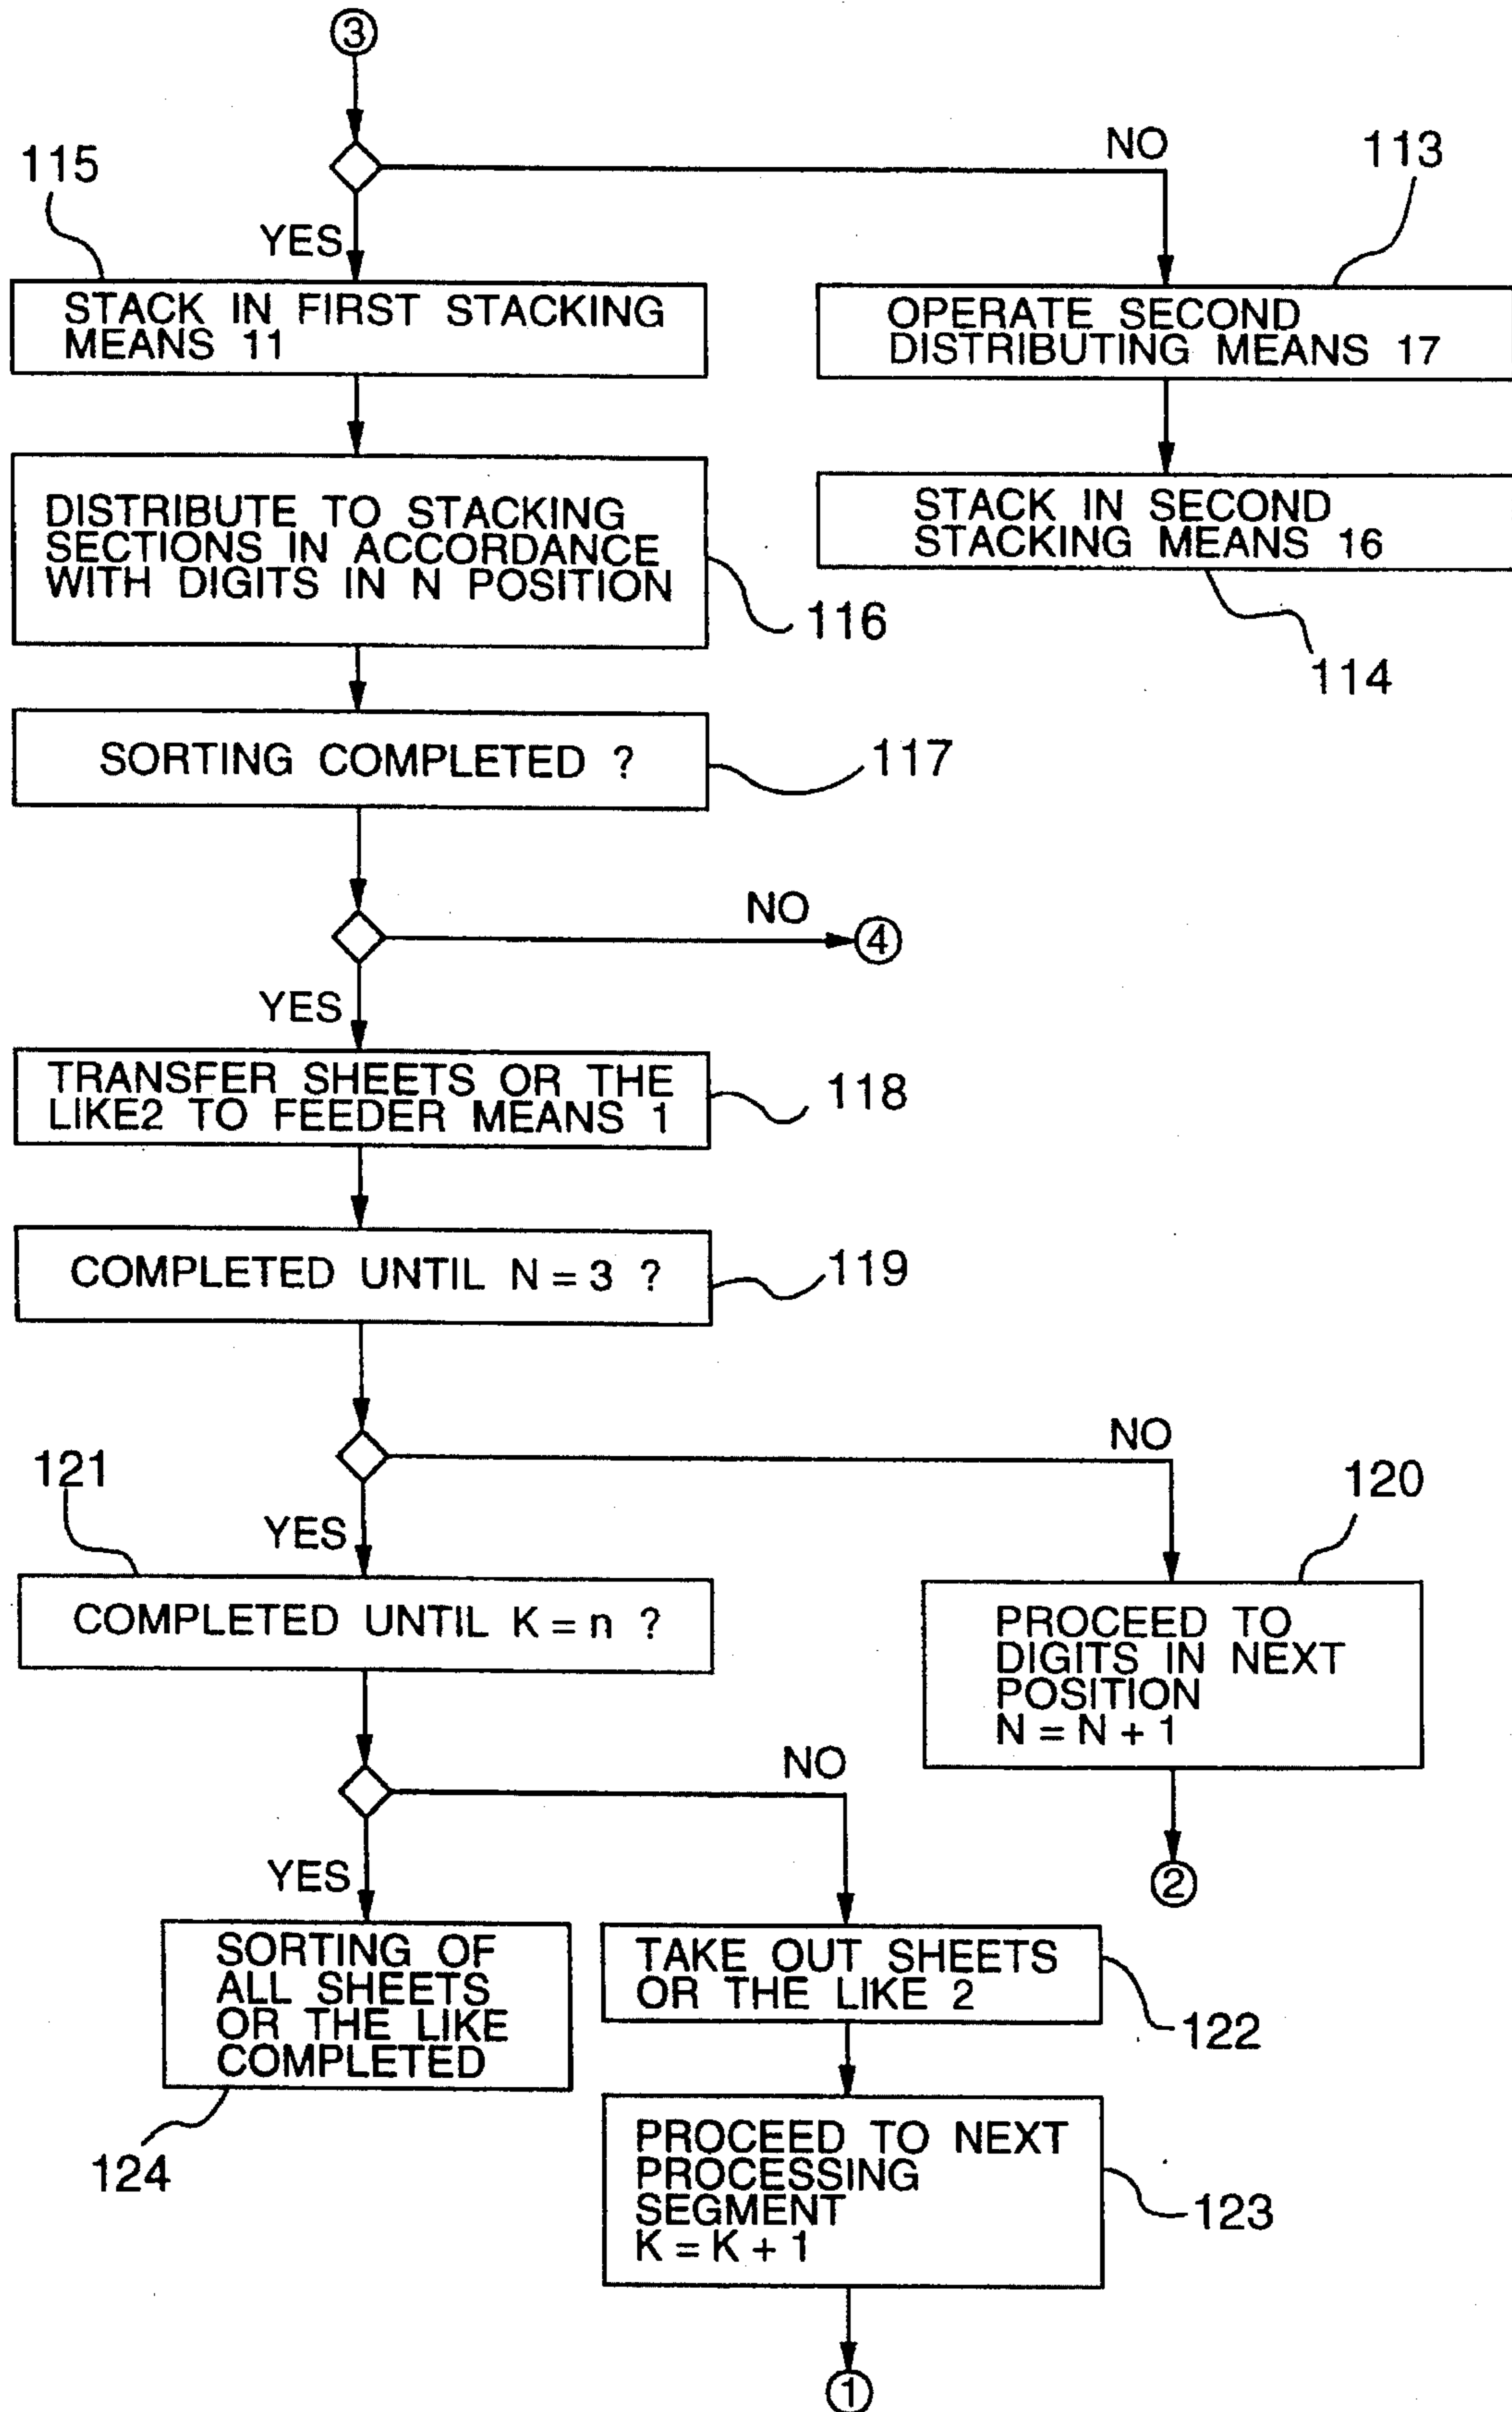 ③
NO
113
115
YES
STACK IN FIRST STACKING
MEANS 11
OPERATE SECOND
DISTRIBUTING MEANS 17
DISTRIBUTE TO STACKING
SECTIONS IN ACCORDANCE
WITH DIGITS IN N POSITION
116
STACK IN SECOND
STACKING MEANS 16
114
SORTING COMPLETED ?
117
NO
④
YES
TRANSFER SHEETS OR THE
LIKE2 TO FEEDER MEANS 1
118
COMPLETED UNTIL N = 3 ?
119
NO
121
YES
120
COMPLETED UNTIL K = n ?
PROCEED TO
DIGITS IN NEXT
POSITION
N = N + 1
②
NO
YES
SORTING OF
ALL SHEETS
OR THE LIKE
COMPLETED
124
TAKE OUT SHEETS
OR THE LIKE 2
122
PROCEED TO NEXT
PROCESSING
SEGMENT
K = K + 1
123
①